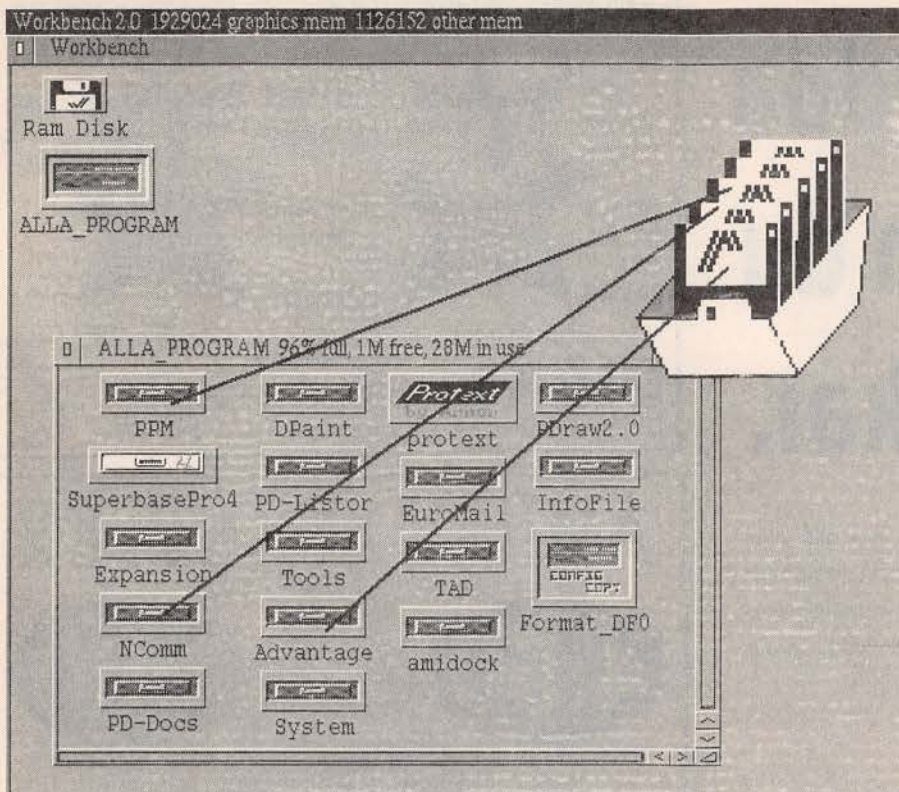 Workbench 2.0 1929024 graphics mem 1126152 other mem
Workbench
Ram Disk
ALLA_PROGRAM
ALLA_PROGRAM 96% full, 1M free, 28M in use
PPM
DPaint
Protext
protext
PDraw2.0
SuperbasePro4
PD-Listor
EuroMail
InfoFile
Expansion
Tools
TAD
CONFIG
COPY
Format_DF0
NComm
Advantage
amidock
PD-Docs
System